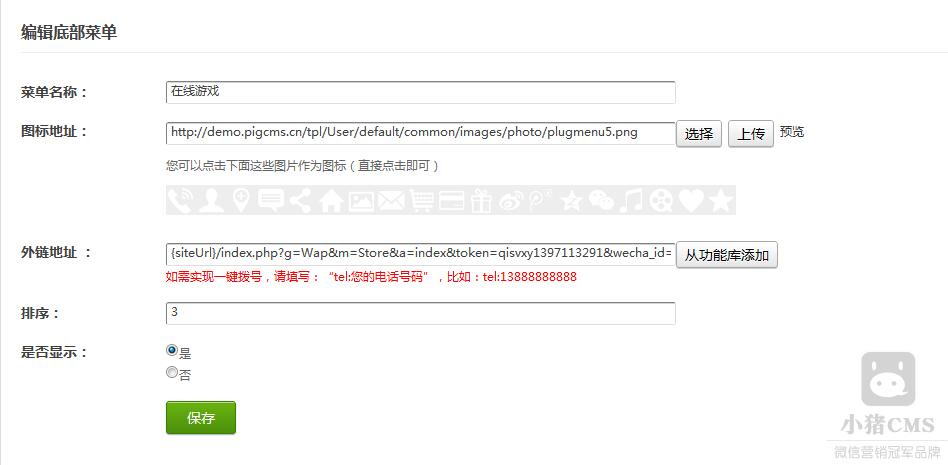 编辑底部菜单
菜单名称：
在线游戏
图标地址：
http://demo.pigcms.cn/tpl/User/default/common/images/photo/plugmenu5.png
选择
上传
预览
您可以点击下面这些图片作为图标（直接点击即可）
外链地址 ：
{siteUrl}/index.php?g=Wap&m=Store&a=index&token=qisvxy1397113291&wecha_id=
从功能库添加
如需实现一键拨号，请填写：“tel:您的电话号码”，比如：tel:13888888888
排序：
3
是否显示：
是
否
保存
小猪CMS
微信营销冠军品牌